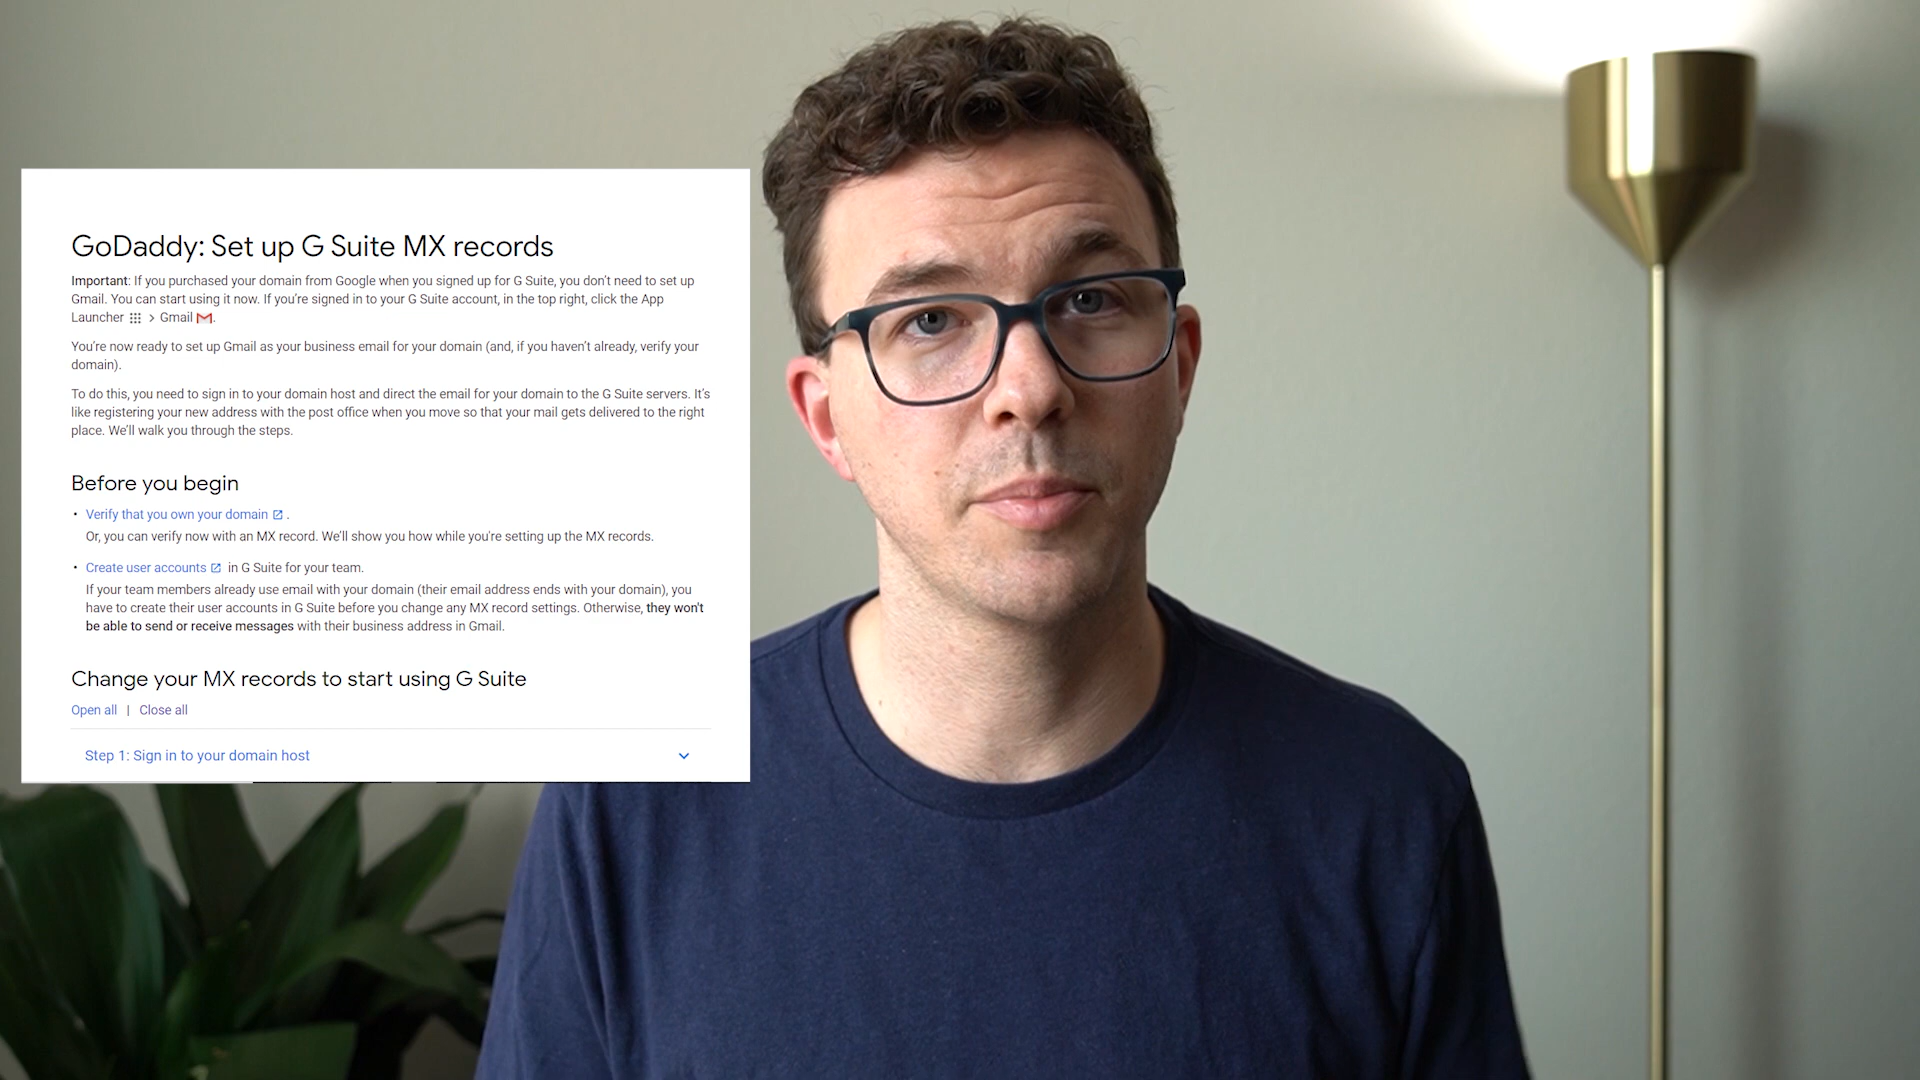 GoDaddy: Set up G Suite MX records
Important: If you purchased your domain from Google when you signed up for G Suite, you don't need to set up
Gmail. You can start using it now. If you're signed in to your G Suite account, in the top right, click the App
Launcher > Gmail.
You're now ready to set up Gmail as your business email for your domain (and, if you haven't already, verify your
domain).
To do this, you need to sign in to your domain host and direct the email for your domain to the G Suite servers. It's
like registering your new address with the post office when you move so that your mail gets delivered to the right
place. We'll walk you through the steps.
Before you begin
• Verify that you own your domain .
Or, you can verify now with an MX record. We'll show you how while you're setting up the MX records.
• Create user accounts in G Suite for your team.
If your team members already use email with your domain (their email address ends with your domain), you
have to create their user accounts in G Suite before you change any MX record settings. Otherwise, they won't
be able to send or receive messages with their business address in Gmail.
Change your MX records to start using G Suite
Open all | Close all
Step 1: Sign in to your domain host